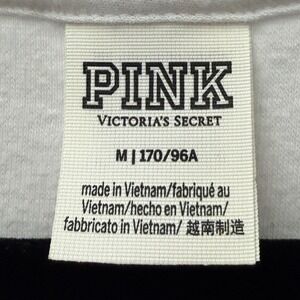 PINK
VICTORIA'S SECRET
M | 170/96A
made in Vietnam/fabriqué au
Vietnam/hecho en Vietnam/
fabbricato in Vietnam/ 越南制造